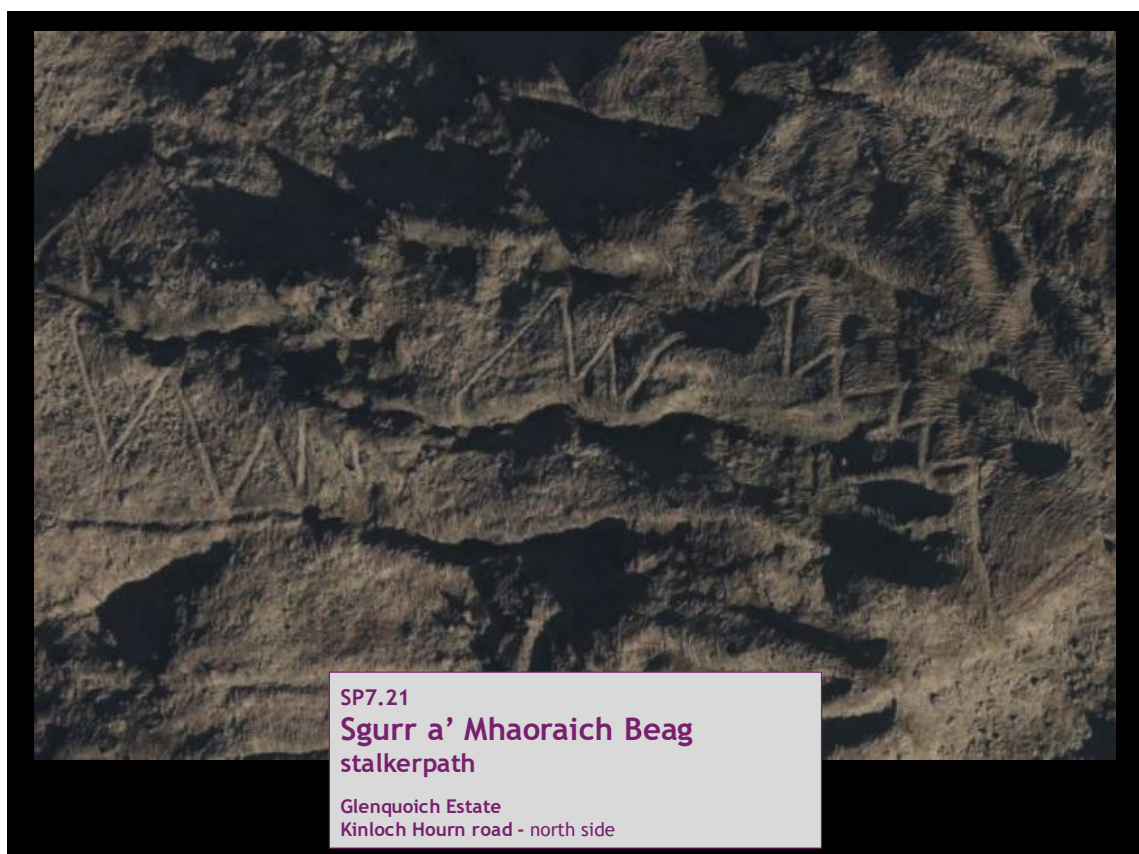 SP7.21
Sgurr a’ Mhaoraich Beag
stalkerpath
Glenquoich Estate
Kinloch Hourn road - north side